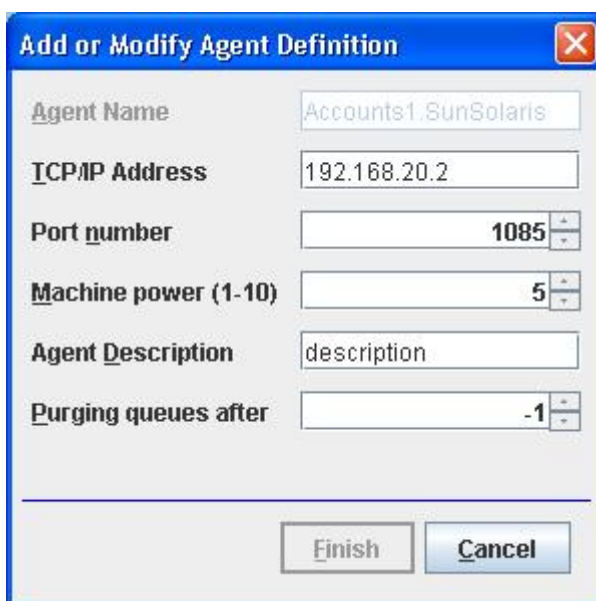 Add or Modify Agent Definition
Agent Name Accounts1.SunSolaris
TCP/IP Address 192.168.20.2
Port number 1085
Machine power (1-10) 5
Agent Description description
Purging queues after -1
Finish Cancel